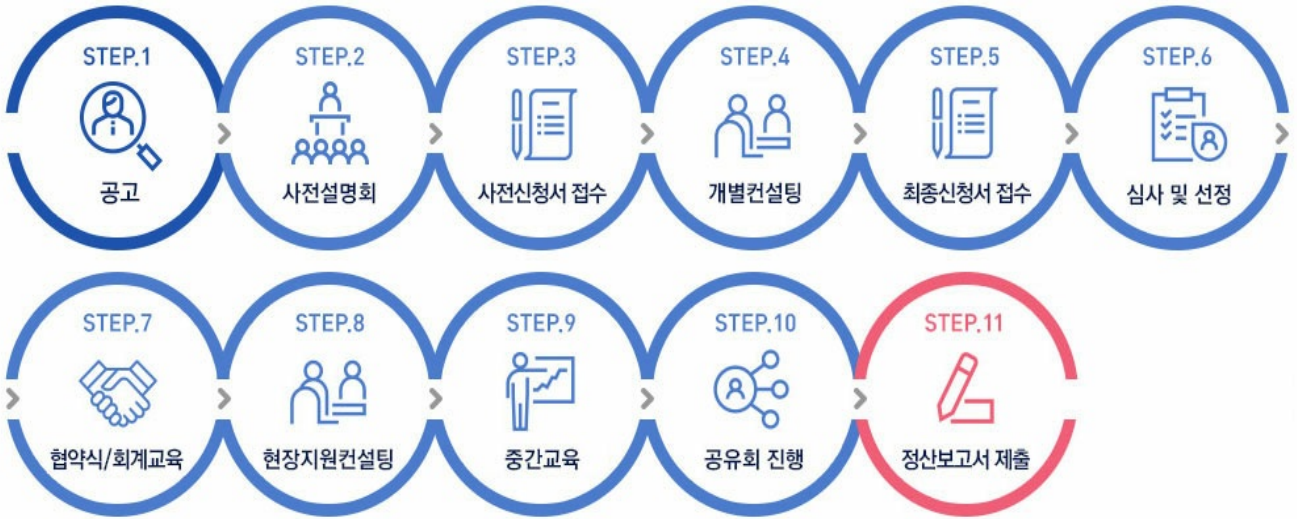 STEP.1
공고
STEP.2
사전설명회
STEP.3
사전신청서 접수
STEP.4
개별컨설팅
STEP.5
최종신청서 접수
STEP.6
심사 및 선정
STEP.7
협약식/회계교육
STEP.8
현장지원컨설팅
STEP.9
중간교육
STEP.10
공유회 진행
STEP.11
정산보고서 제출